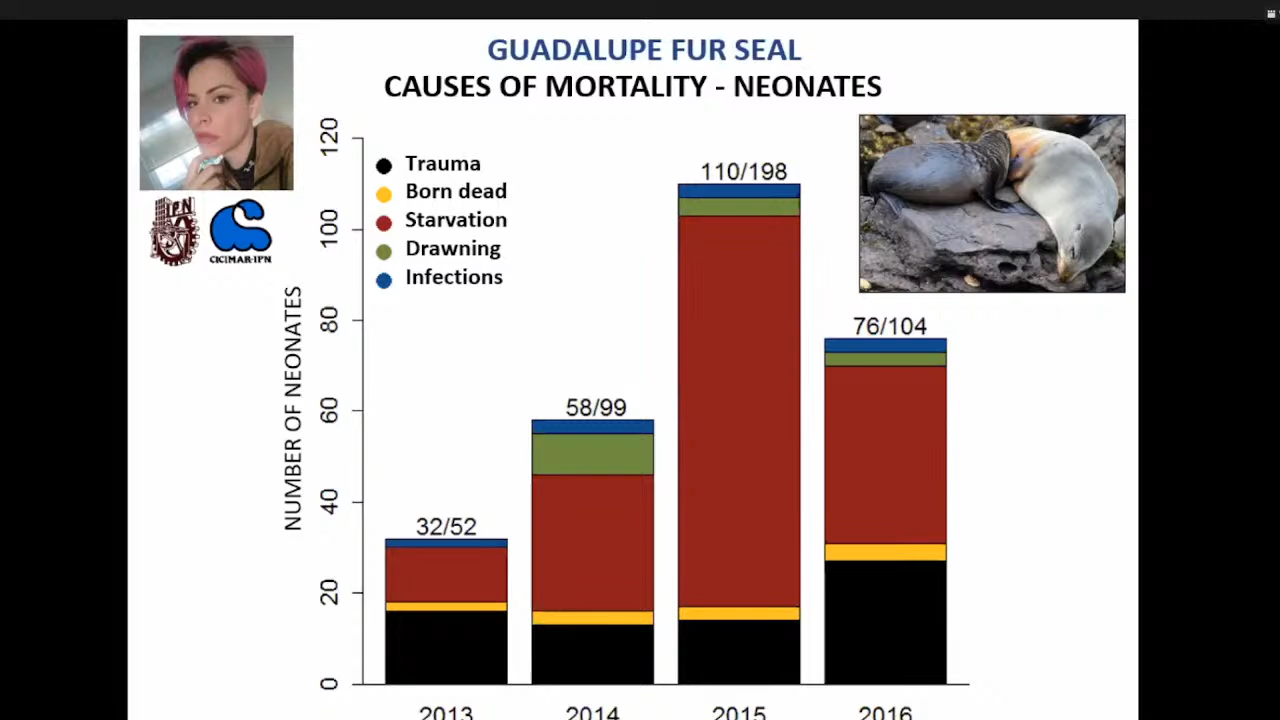 GUADALUPE FUR SEAL
CAUSES OF MORTALITY - NEONATES
IPN
CICIMAR-IPN
Trauma
Born dead
Starvation
Drawning
Infections
NUMBER OF NEONATES
120
100
80
60
40
20
0
32/52
58/99
110/198
76/104
2013
2014
2015
2016